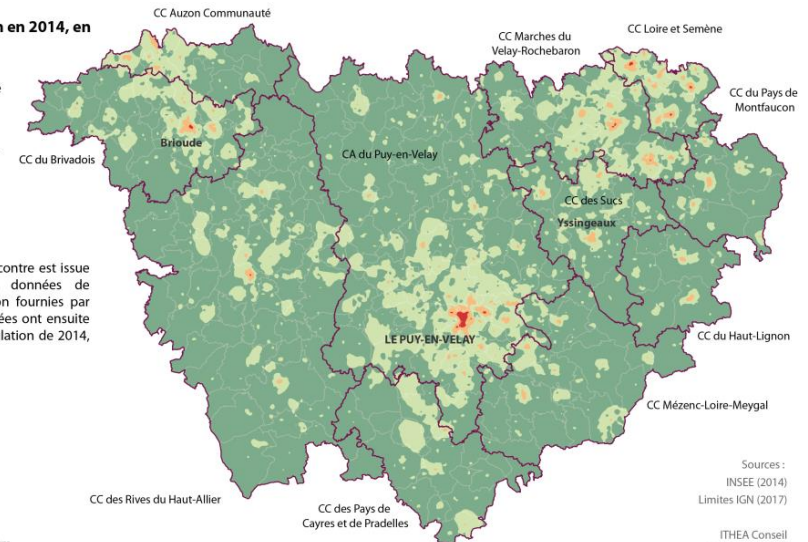 n en 2014, en
contre est issue
données de
on fournies par
ées ont ensuite
lation de 2014,
CC Auzon Communauté
CC Marches du
Velay-Rochebaron
CC Loire et Semène
CC du Pays de
Montfaucon
CC du Brivadois
Brioude
CA du Puy-en-Velay
CC des Sucs
Yssingeaux
LE PUY-EN-VELAY
CC du Haut-Lignon
CC Mézenc-Loire-Meygal
CC des Rives du Haut-Allier
CC des Pays de
Cayres et de Pradelles
Sources :
INSEE (2014)
Limites IGN (2017)
ITHEA Conseil